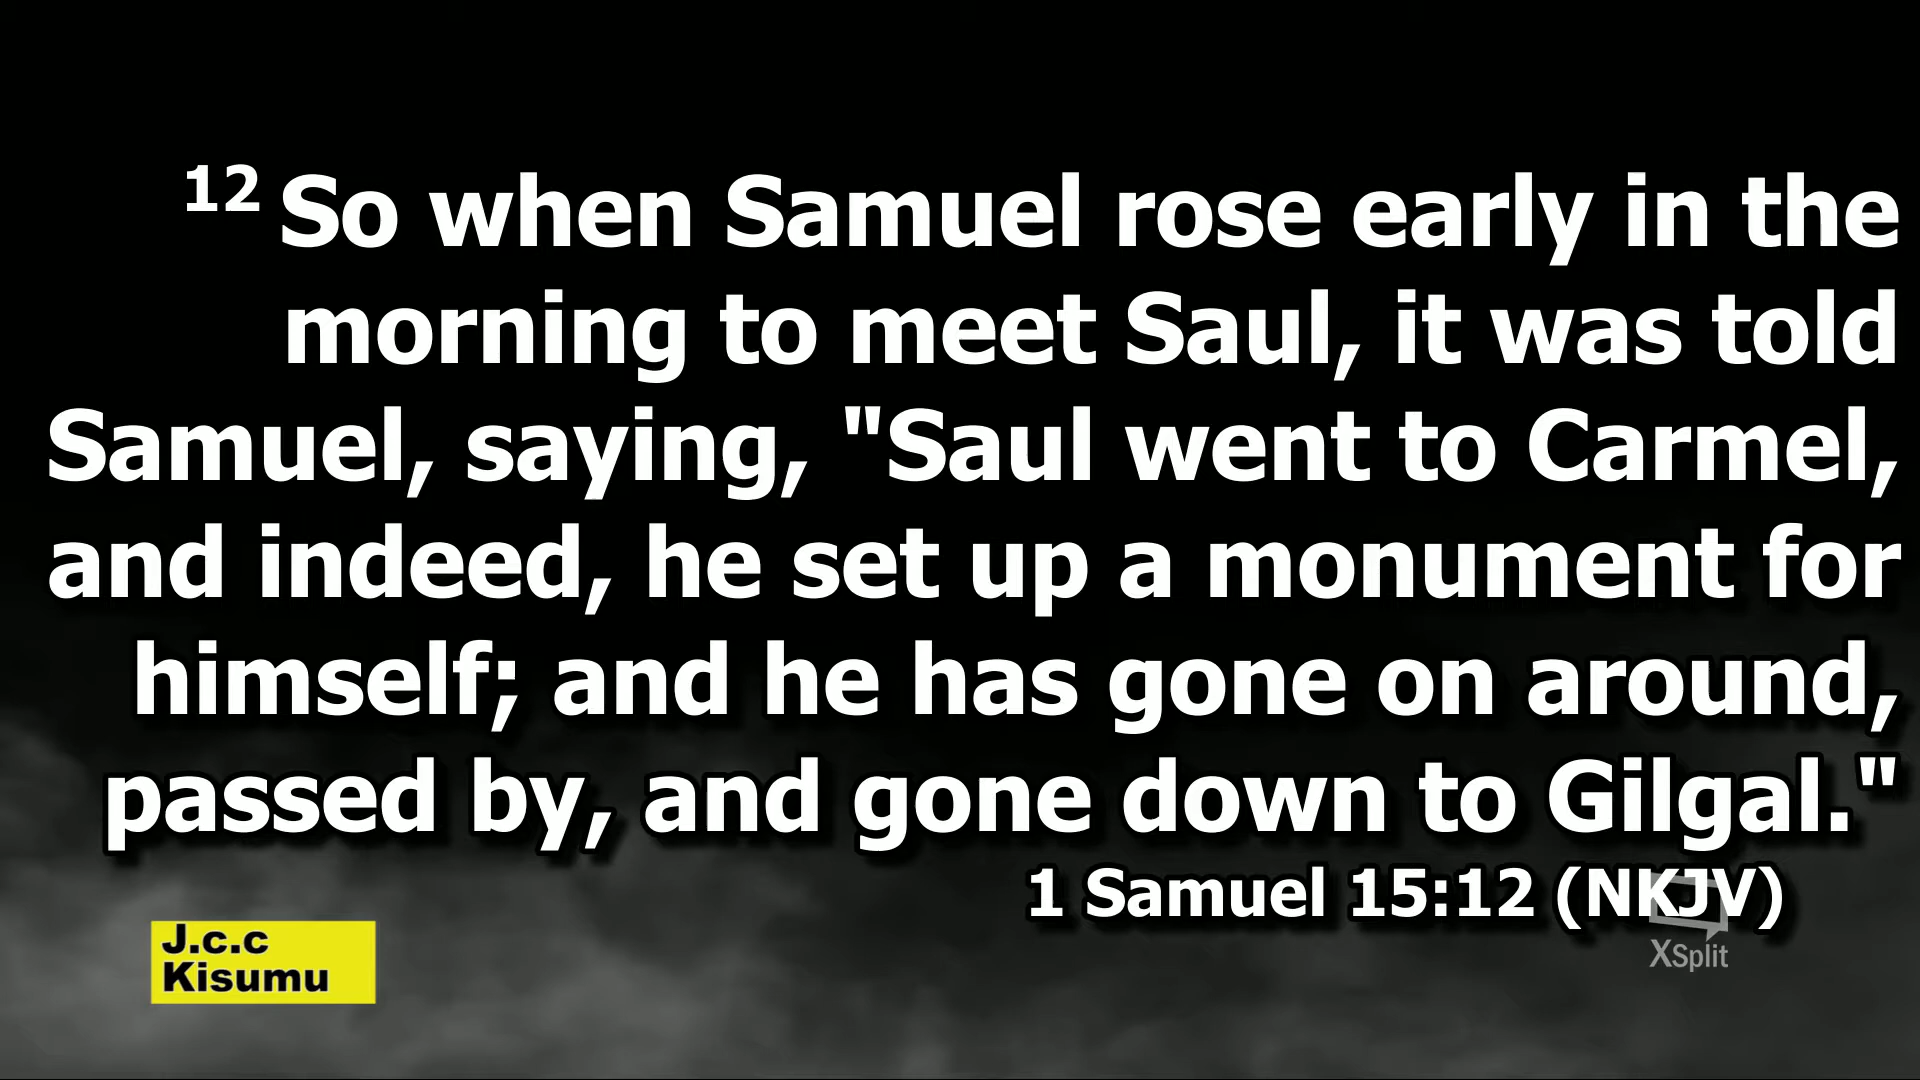 12 So when Samuel rose early in the
morning to meet Saul, it was told
Samuel, saying, "Saul went to Carmel,
and indeed, he set up a monument for
himself; and he has gone on around,
passed by, and gone down to Gilgal."
1 Samuel 15:12 (NKJV)
J.c.c
Kisumu
XSplit